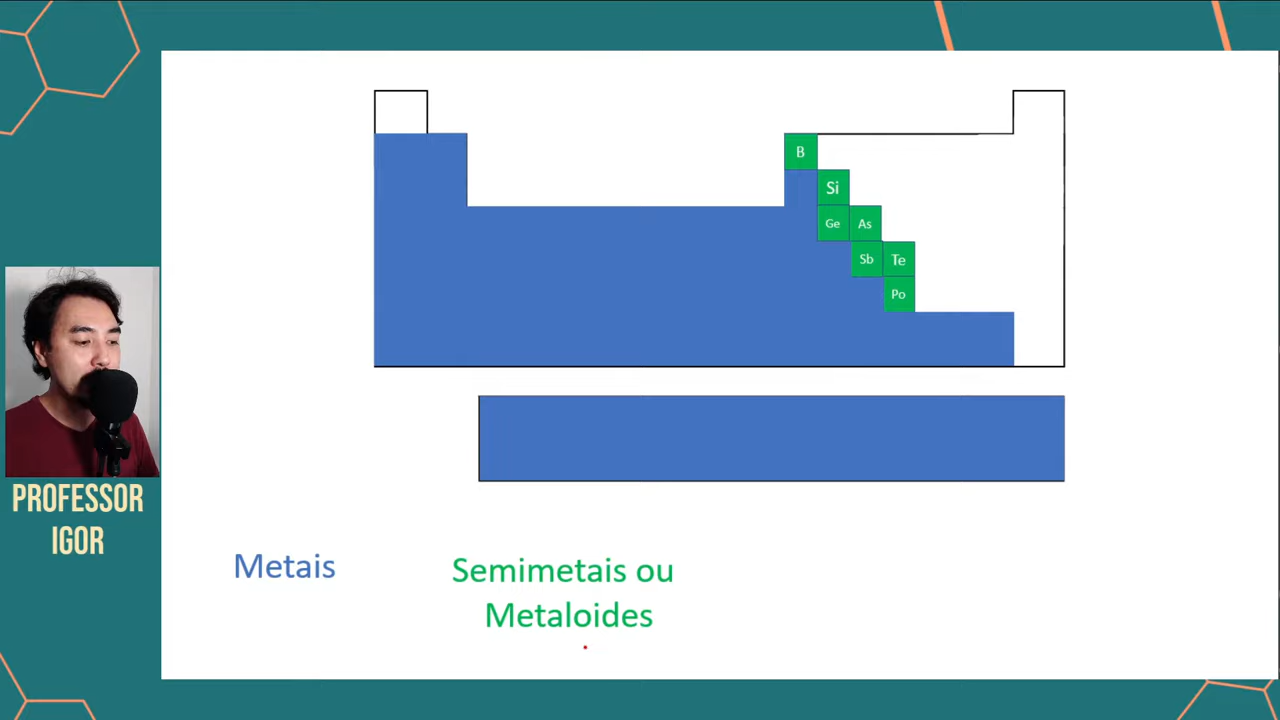 B
Si
Ge As
Sb Te
Po
PROFESSOR
IGOR
Metais
Semimetais ou
Metaloides